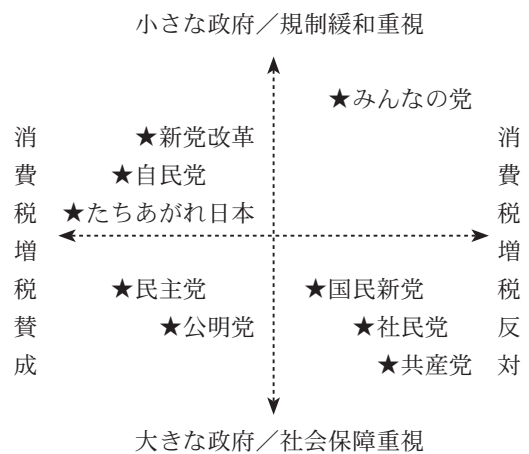 小さな政府／規制緩和重視
★みんなの党
★新党改革
★自民党
★たちあがれ日本
消費税増税賛成
消費税増税反対
★民主党
★国民新党
★公明党
★社民党
★共産党
大きな政府／社会保障重視